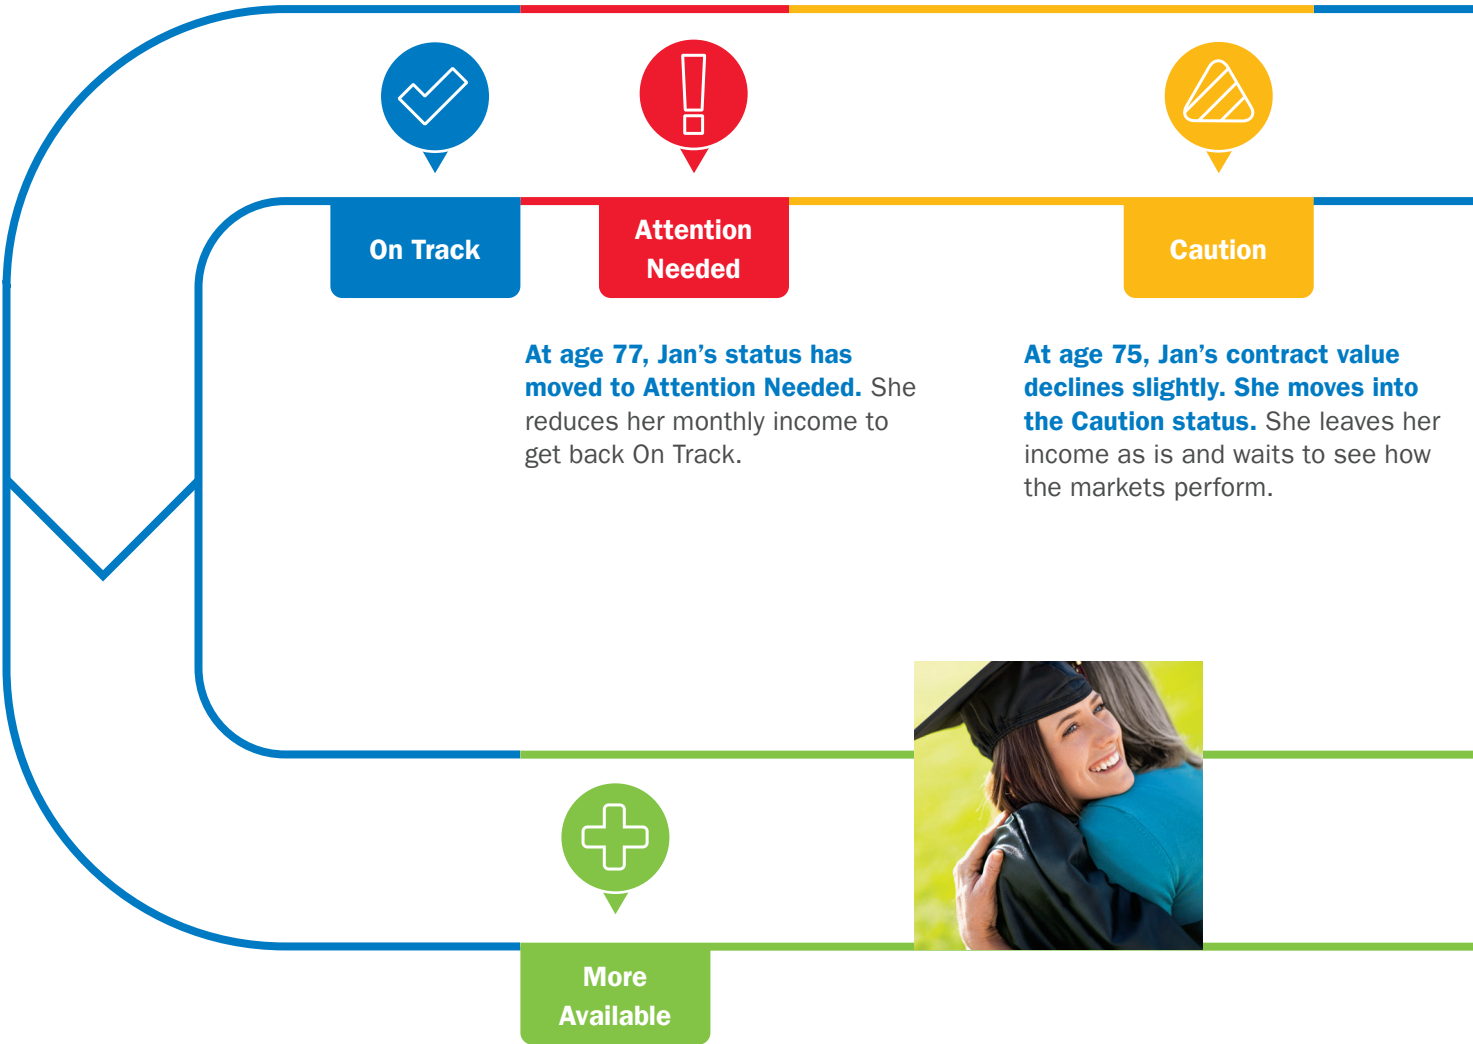 On Track
Attention
Needed
Caution
At age 77, Jan’s status has
moved to Attention Needed. She
reduces her monthly income to
get back On Track.
At age 75, Jan’s contract value
declines slightly. She moves into
the Caution status. She leaves her
income as is and waits to see how
the markets perform.
More
Available